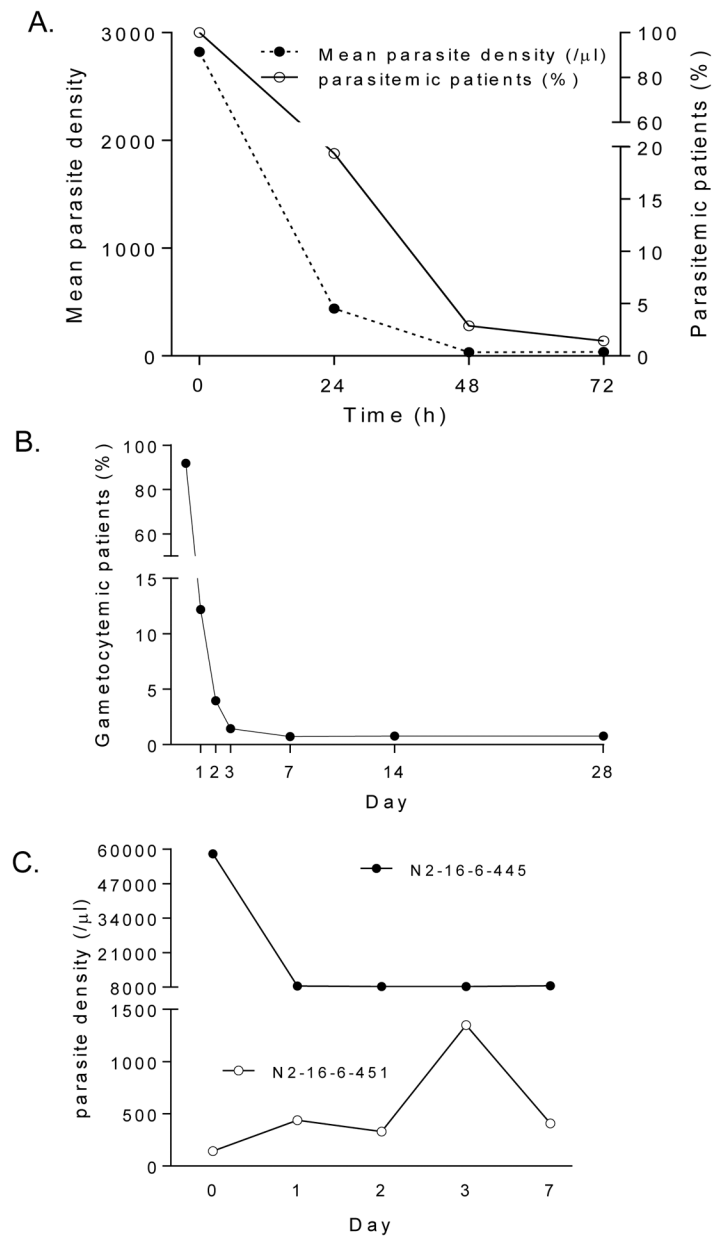 A.
Mean parasite density (/μl)
parasitemic patients (%)
Mean parasite density
3000
2000
1000
0
Parasitemic patients (%)
100
80
60
20
15
10
5
0
0 24 48 72
Time (h)
B.
Gametocytemic patients (%)
100
80
60
15
10
5
0
1 2 3 7 14 28
Day
C.
parasite density (/μl)
60000
47000
34000
21000
8000
1500
1000
500
0
N2-16-6-445
N2-16-6-451
0 1 2 3 7
Day